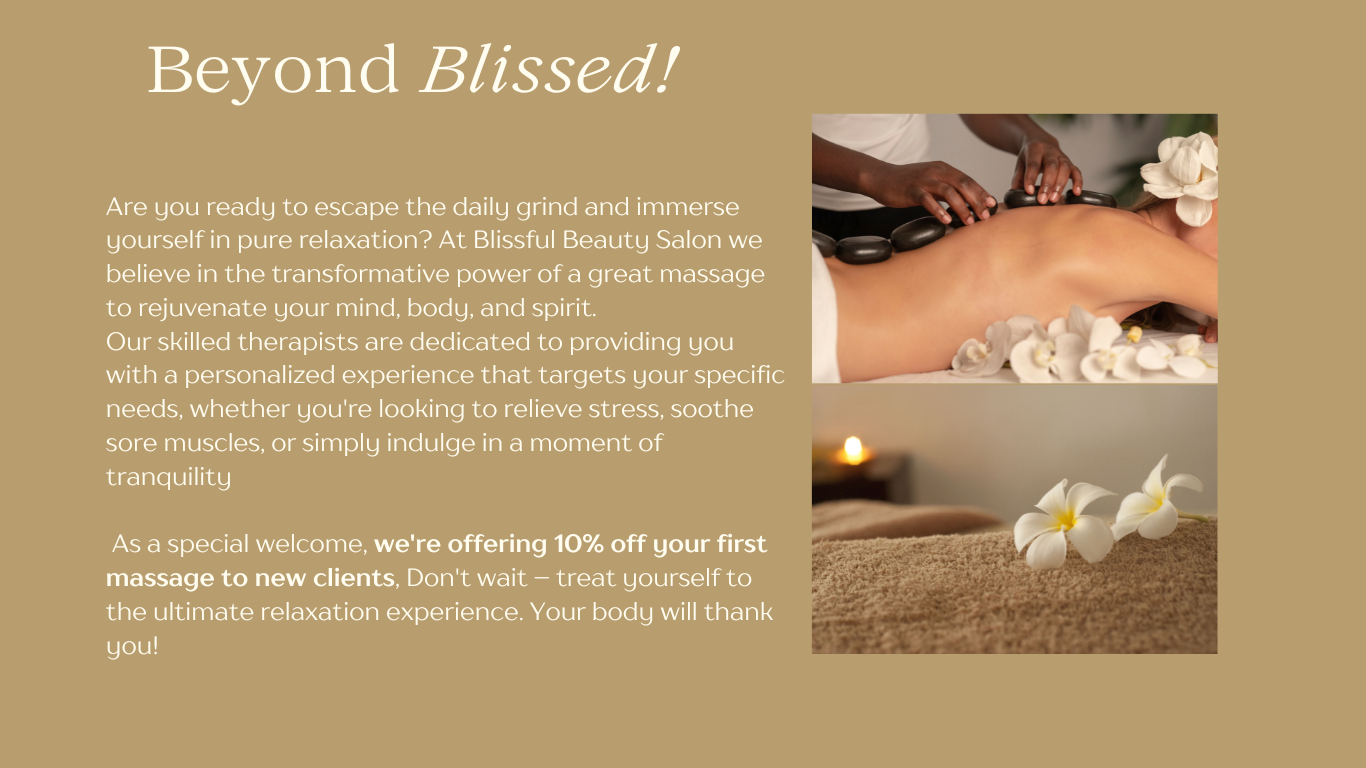 Beyond Blissed!
Are you ready to escape the daily grind and immerse
yourself in pure relaxation? At Blissful Beauty Salon we
believe in the transformative power of a great massage
to rejuvenate your mind, body, and spirit.
Our skilled therapists are dedicated to providing you
with a personalized experience that targets your specific
needs, whether you're looking to relieve stress, soothe
sore muscles, or simply indulge in a moment of
tranquility
As a special welcome, we're offering 10% off your first
massage to new clients, Don't wait – treat yourself to
the ultimate relaxation experience. Your body will thank
you!